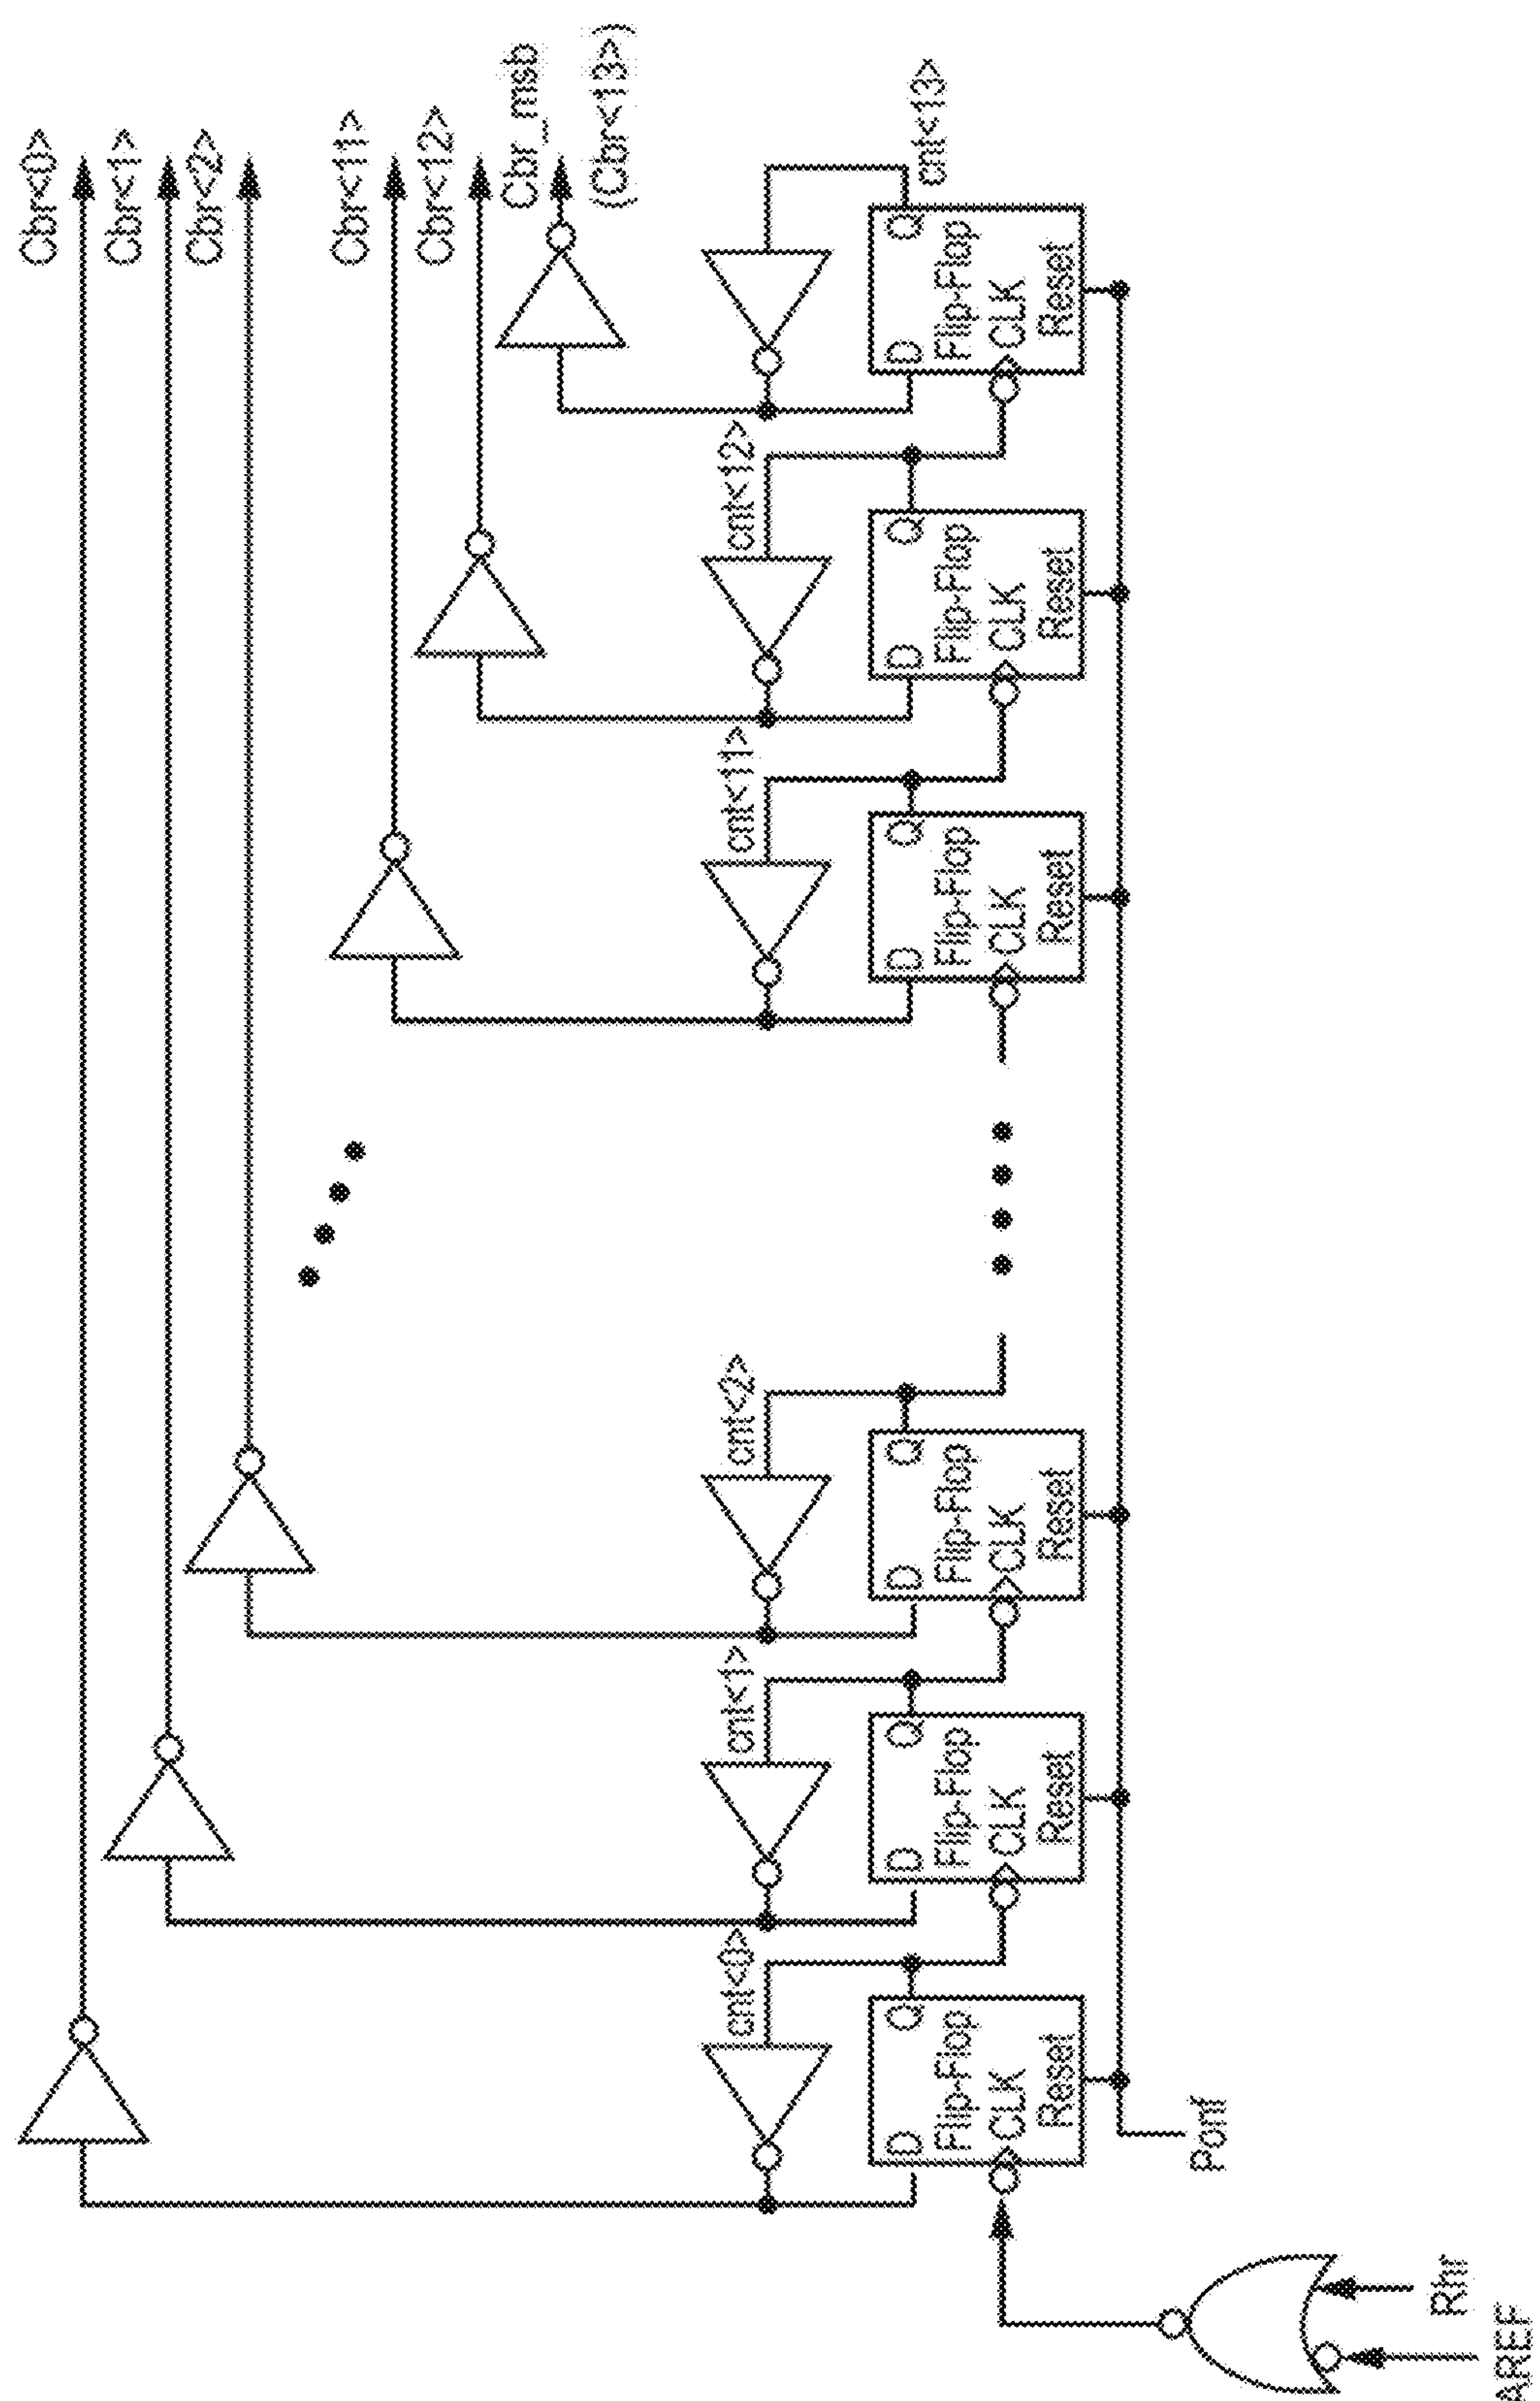 Cbr<0>
Cbr<1>
Cbr<2>
Cbr<11>
Cbr<12>
Cbr_msb
(Cbr<13>)
cnt<0>
cnt<1>
cnt<2>
cnt<11>
cnt<12>
cnt<13>
D Q
Flip-Flop
CLK
Reset
D Q
Flip-Flop
CLK
Reset
D Q
Flip-Flop
CLK
Reset
D Q
Flip-Flop
CLK
Reset
D Q
Flip-Flop
CLK
Reset
D Q
Flip-Flop
CLK
Reset
Ponf
Rhr
AREF